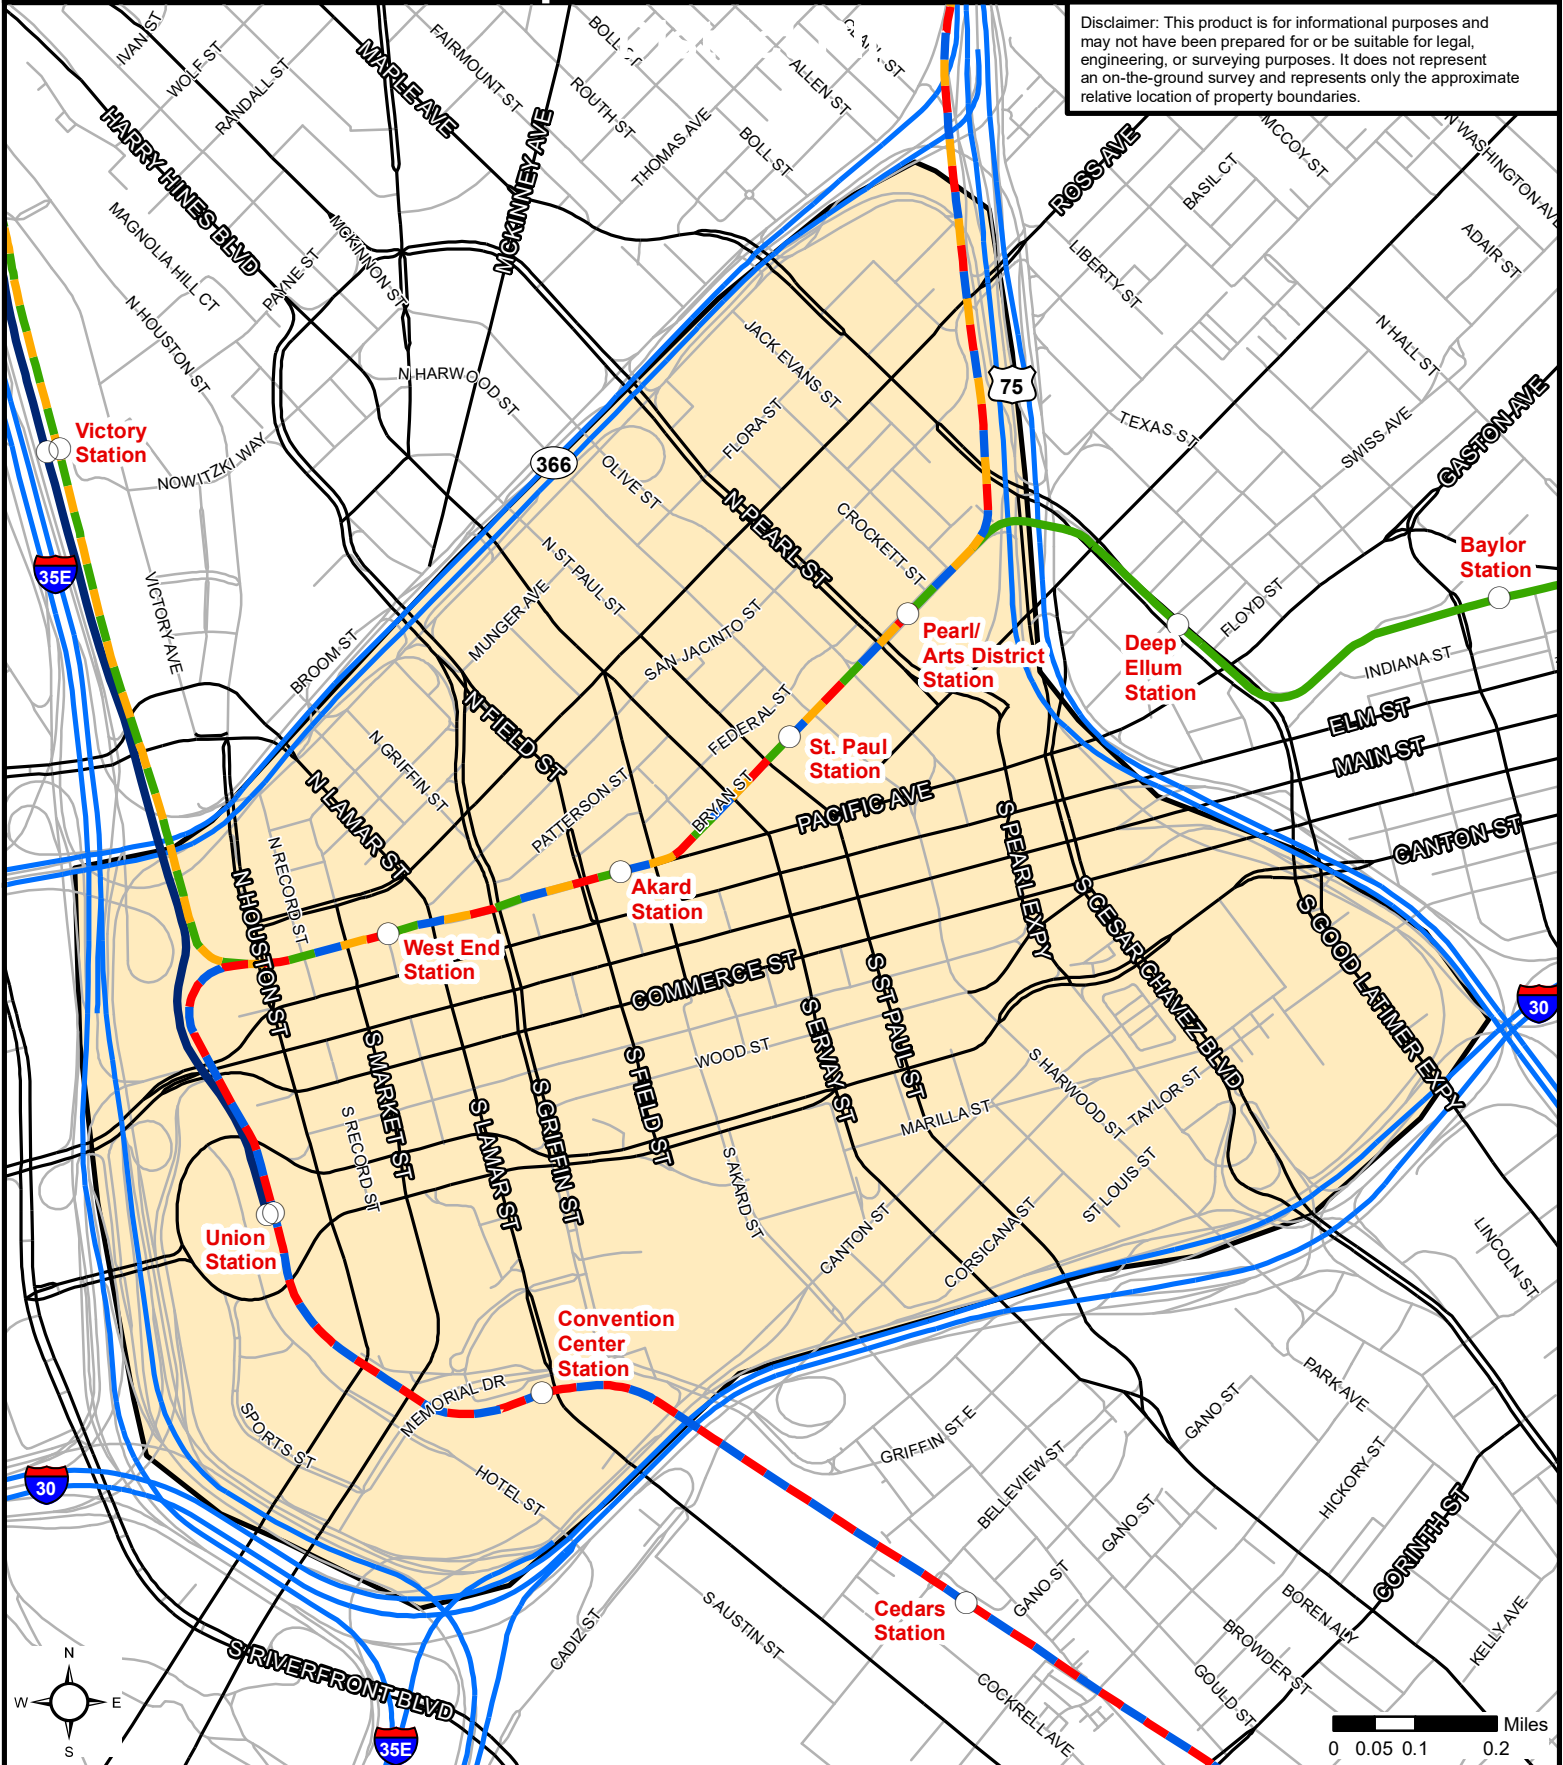 Disclaimer: This product is for informational purposes and
may not have been prepared for or be suitable for legal,
engineering, or surveying purposes. It does not represent
an on-the-ground survey and represents only the approximate
relative location of property boundaries.
IVAN ST
WOLF ST
RANDALL ST
MAPLE AVE
FAIRMOUNT ST
BOLL ST
ROUTH ST
THOMAS AVE
ALLEN ST
BOLL ST
CLARK ST
HARRY HINES BLVD
MCKINNEY AVE
MAGNOLIA HILL CT
N HOUSTON ST
PAYNE ST
MCKINNON ST
N HARWOOD ST
ROSS AVE
BASIL CT
MCCOY ST
N WASHINGTON AVE
ADAIR ST
LIBERTY ST
N HALL ST
TEXAS ST
SWISS AVE
GASTON AVE
75
JACK EVANS ST
FLORA ST
366
OLIVE ST
N PEARL ST
CROCKETT ST
Victory
Station
NOWITZKI WAY
35E
VICTORY AVE
N ST PAUL ST
MUNGER AVE
SAN JACINTO ST
BROOM ST
Baylor
Station
FLOYD ST
Deep
Ellum
Station
INDIANA ST
Pearl/
Arts District
Station
FEDERAL ST
N FIELD ST
N GRIFFIN ST
St. Paul
Station
ELM ST
MAIN ST
CANTON ST
N LAMAR ST
PATTERSON ST
BRYAN ST
PACIFIC AVE
N RECORD ST
N HOUSTON ST
Akard
Station
West End
Station
S PEARL EXPY
S CESAR CHAVEZ BLVD
S GOOD LATIMER EXPY
COMMERCE ST
30
S MARKET ST
WOOD ST
S ERVAY ST
S ST PAUL ST
S HARWOOD ST
TAYLOR ST
S RECORD ST
S LAMAR ST
S GRIFFIN ST
S FIELD ST
MARILLA ST
S AKARD ST
ST LOUIS ST
CANTON ST
CORSICANA ST
LINCOLN ST
Union
Station
Convention
Center
Station
MEMORIAL DR
SPORTS ST
HOTEL ST
30
PARK AVE
GANO ST
GRIFFIN ST E
BELLEVIEW ST
GANO ST
HICKORY ST
CORINTH ST
GANO ST
Cedars
Station
S AUSTIN ST
CADIZ ST
BOREN ALY
BROWDER ST
KELLY AVE
GOULD ST
COCKRELL AVE
S RIVERFRONT BLVD
35E
N
W
E
S
Miles
0 0.05 0.1 0.2